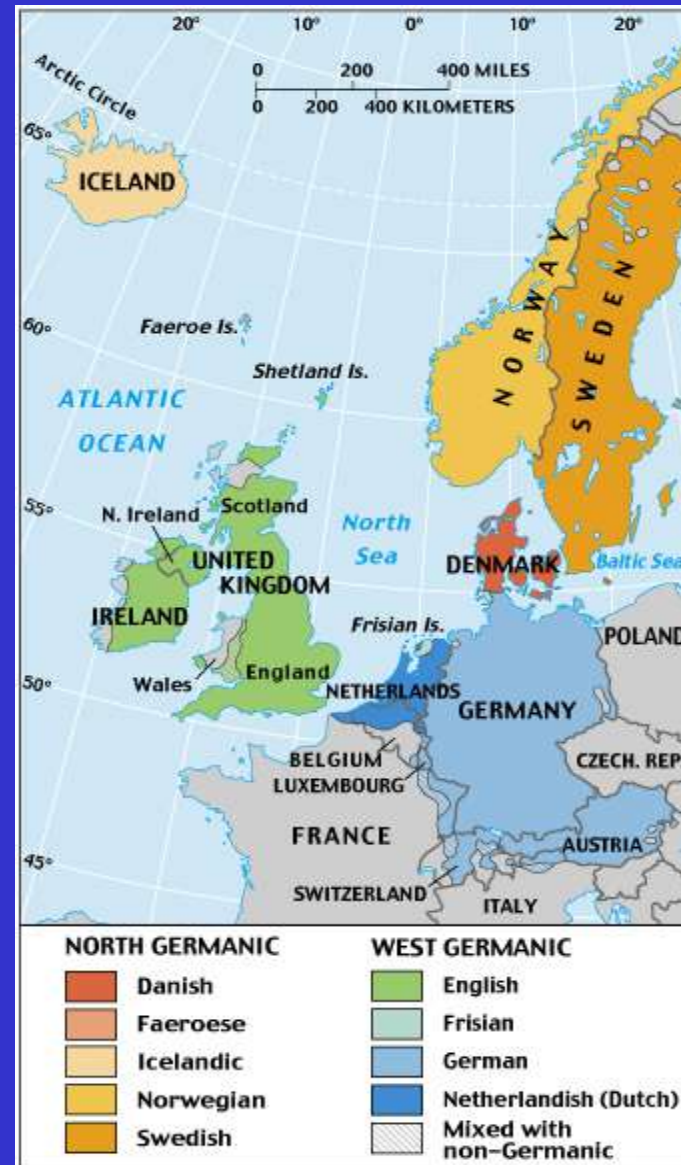 20° 10° 0° 10° 20°
0 200 400 MILES
0 200 400 KILOMETERS
Arctic Circle
65°
ICELAND
60°
Faeroe Is.
Shetland Is.
NORWAY
SWEDEN
ATLANTIC
OCEAN
55°
N. Ireland
Scotland
North
Sea
UNITED
KINGDOM
IRELAND
DENMARK
Baltic Sea
Frisian Is.
POLAND
Wales
England
50°
NETHERLANDS
GERMANY
BELGIUM
LUXEMBOURG
CZECH. REP
FRANCE
AUSTRIA
45°
SWITZERLAND
ITALY
NORTH GERMANIC
Danish
Faeroese
Icelandic
Norwegian
Swedish
WEST GERMANIC
English
Frisian
German
Netherlandish (Dutch)
Mixed with
non-Germanic